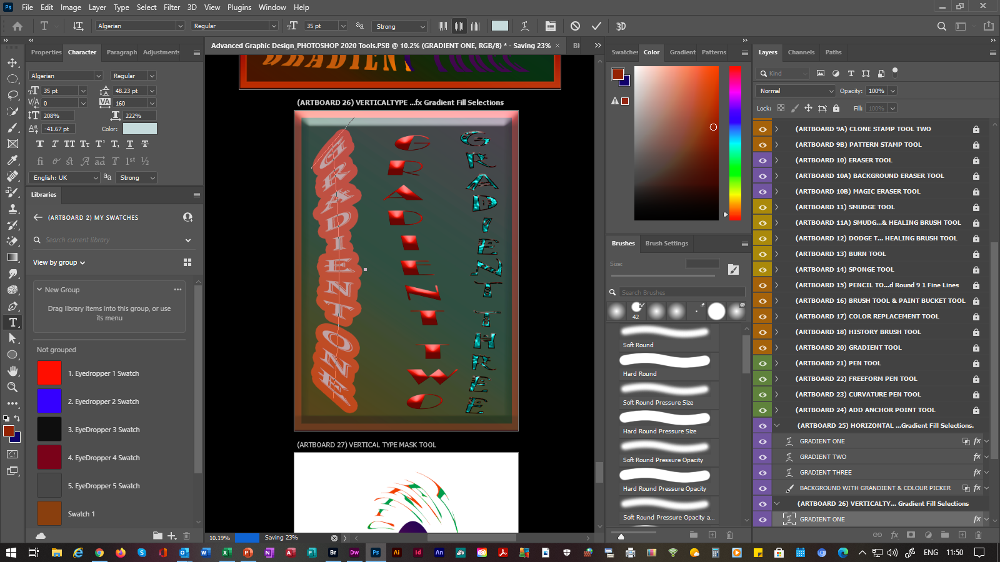 Ps File Edit Image Layer Type Select Filter 3D View Plugins Window Help
T Algerian Regular 35 pt Strong 3D
Properties Character Paragraph Adjustments
Algerian Regular
35 pt 48.23 pt
0 160
208% 222%
-41.67 pt Color:
English: UK Strong
Libraries
(ARTBOARD 2) MY SWATCHES
Search current library
View by group
New Group
Drag library items into this group, or use
its menu
Not grouped
1. Eyedropper 1 Swatch
2. Eyedropper 2 Swatch
3. EyeDropper 3 Swatch
4. EyeDropper 4 Swatch
5. EyeDropper 5 Swatch
Swatch 1
Advanced Graphic Design_PHOTOSHOP 2020 Tools.PSB @ 10.2% (GRADIENT ONE, RGB/8) * - Saving 23% ×
GRADIENT
(ARTBOARD 26) VERTICALTYPE ...fx Gradient Fill Selections
GRADIENT ONE
GRADIENT TWO
GRADIENT THREE
(ARTBOARD 27) VERTICAL TYPE MASK TOOL
10.19% Saving 23%
Swatches Color Gradients Patterns
Brushes Brush Settings
Size:
Search Brushes
42
Soft Round
Hard Round
Soft Round Pressure Size
Hard Round Pressure Size
Soft Round Pressure Opacity
Hard Round Pressure Opacity
Soft Round Pressure Opacity a...
Layers Channels Paths
Kind
Normal Opacity: 100%
Lock: Fill: 100%
(ARTBOARD 9A) CLONE STAMP TOOL TWO
(ARTBOARD 9B) PATTERN STAMP TOOL
(ARTBOARD 10) ERASER TOOL
(ARTBOARD 10A) BACKGROUND ERASER TOOL
(ARTBOARD 10B) MAGIC ERASER TOOL
(ARTBOARD 11) SMUDGE TOOL
(ARTBOARD 11A) SMUDG...& HEALING BRUSH TOOL
(ARTBOARD 12) DODGE T... HEALING BRUSH TOOL
(ARTBOARD 13) BURN TOOL
(ARTBOARD 14) SPONGE TOOL
(ARTBOARD 15) PENCIL TO...d Round 9 1 Fine Lines
(ARTBOARD 16) BRUSH TOOL & PAINT BUCKET TOOL
(ARTBOARD 17) COLOR REPLACEMENT TOOL
(ARTBOARD 18) HISTORY BRUSH TOOL
(ARTBOARD 20) GRADIENT TOOL
(ARTBOARD 21) PEN TOOL
(ARTBOARD 22) FREEFORM PEN TOOL
(ARTBOARD 23) CURVATURE PEN TOOL
(ARTBOARD 24) ADD ANCHOR POINT TOOL
(ARTBOARD 25) HORIZONTAL ...Gradient Fill Selections.
GRADIENT ONE fx
GRADIENT TWO fx
GRADIENT THREE fx
BACKGROUND WITH GRANDIENT & COLOUR PICKER fx
(ARTBOARD 26) VERTICALTY... Gradient Fill Selections
GRADIENT ONE fx
Br Dw Ps Ai Id An ENG 11:50